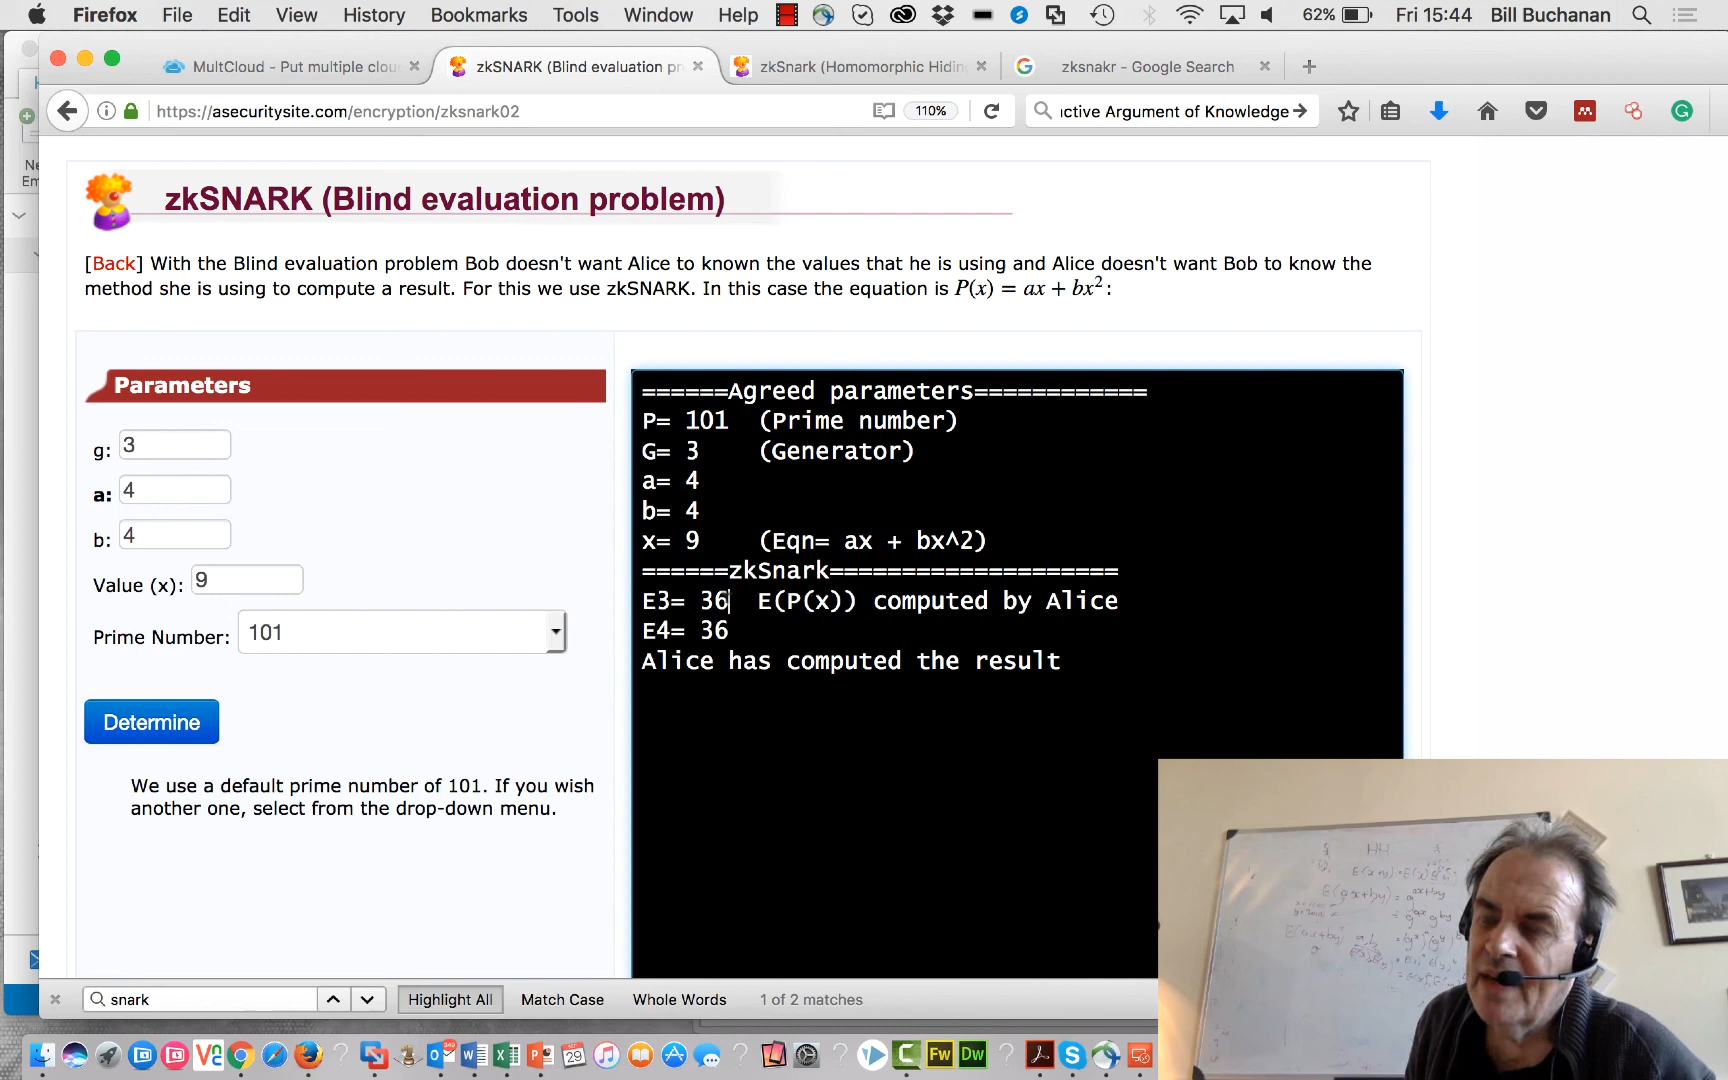 Firefox File Edit View History Bookmarks Tools Window Help 62% Fri 15:44 Bill Buchanan
MultCloud - Put multiple clou
zkSNARK (Blind evaluation pr
zkSnark (Homomorphic Hiding
zksnakr - Google Search
https://asecuritysite.com/encryption/zksnark02
110%
ictive Argument of Knowledge
Ne
Em
zkSNARK (Blind evaluation problem)
[Back] With the Blind evaluation problem Bob doesn't want Alice to known the values that he is using and Alice doesn't want Bob to know the
method she is using to compute a result. For this we use zkSNARK. In this case the equation is P(x) = ax + bx²:
Parameters
g: 3
a: 4
b: 4
Value (x): 9
Prime Number: 101
Determine
We use a default prime number of 101. If you wish
another one, select from the drop-down menu.
======Agreed parameters============
P= 101 (Prime number)
G= 3 (Generator)
a= 4
b= 4
x= 9 (Eqn= ax + bx^2)
======zkSnark====================
E3= 36 E(P(x)) computed by Alice
E4= 36
Alice has computed the result
snark
Highlight All Match Case Whole Words 1 of 2 matches
29
Fw
Dw